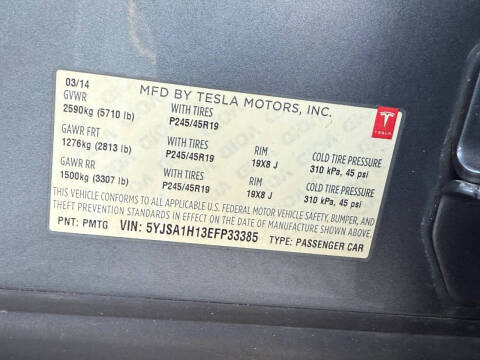 03/14 MFD BY TESLA MOTORS, INC.
GVWR WITH TIRES
2590kg (5710 lb) P245/45R19
TESLA
GAWR FRT WITH TIRES RIM COLD TIRE PRESSURE
1276kg (2813 lb) P245/45R19 19X8 J 310 kPa, 45 psi
GAWR RR WITH TIRES RIM COLD TIRE PRESSURE
1500kg (3307 lb) P245/45R19 19X8 J 310 kPa, 45 psi
THIS VEHICLE CONFORMS TO ALL APPLICABLE U.S. FEDERAL MOTOR VEHICLE SAFETY, BUMPER, AND
THEFT PREVENTION STANDARDS IN EFFECT ON THE DATE OF MANUFACTURE SHOWN ABOVE.
PNT: PMTG VIN: 5YJSA1H13EFP33385 TYPE: PASSENGER CAR